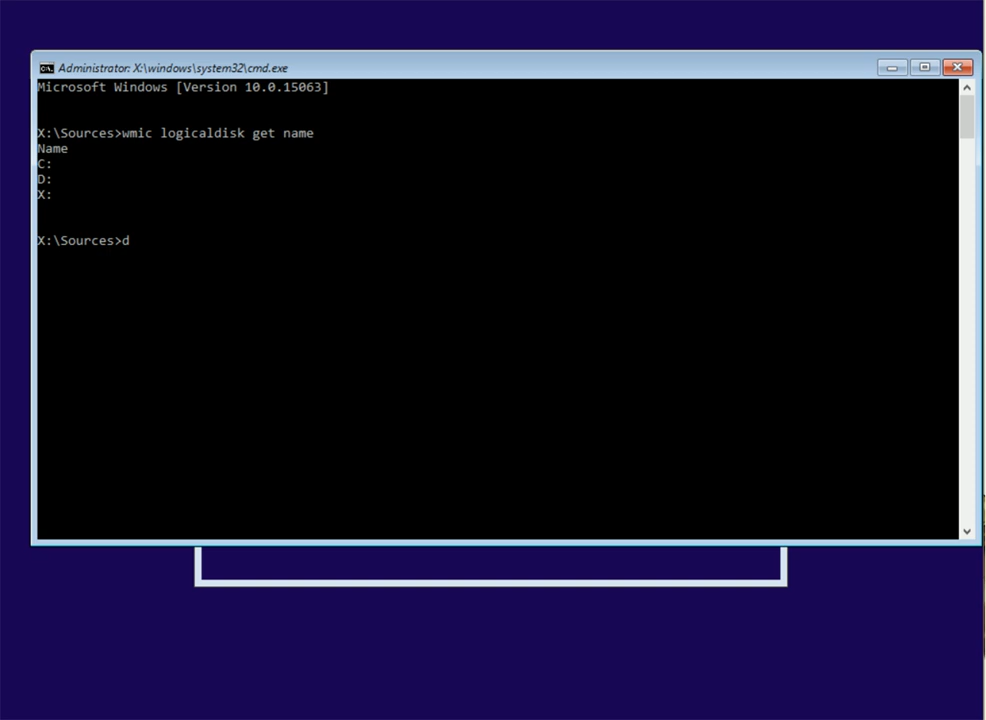 Administrator: X:\windows\system32\cmd.exe
Microsoft Windows [Version 10.0.15063]
X:\Sources>wmic logicaldisk get name
Name
C:
D:
X:
X:\Sources>d